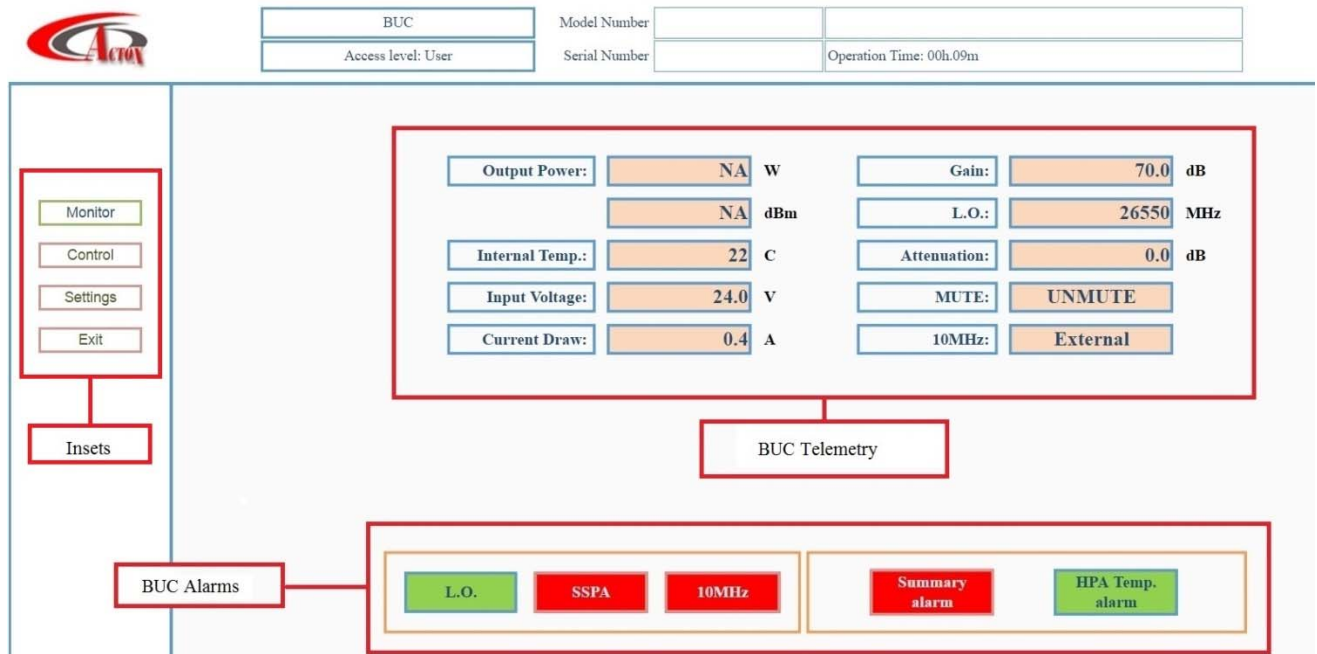 ACTOX
BUC
Model Number
Access level: User
Serial Number
Operation Time: 00h.09m
Monitor
Control
Settings
Exit
Insets
Output Power:
NA W
NA dBm
Internal Temp.:
22 C
Input Voltage:
24.0 V
Current Draw:
0.4 A
Gain:
70.0 dB
L.O.:
26550 MHz
Attenuation:
0.0 dB
MUTE:
UNMUTE
10MHz:
External
BUC Telemetry
BUC Alarms
L.O.
SSPA
10MHz
Summary
alarm
HPA Temp.
alarm